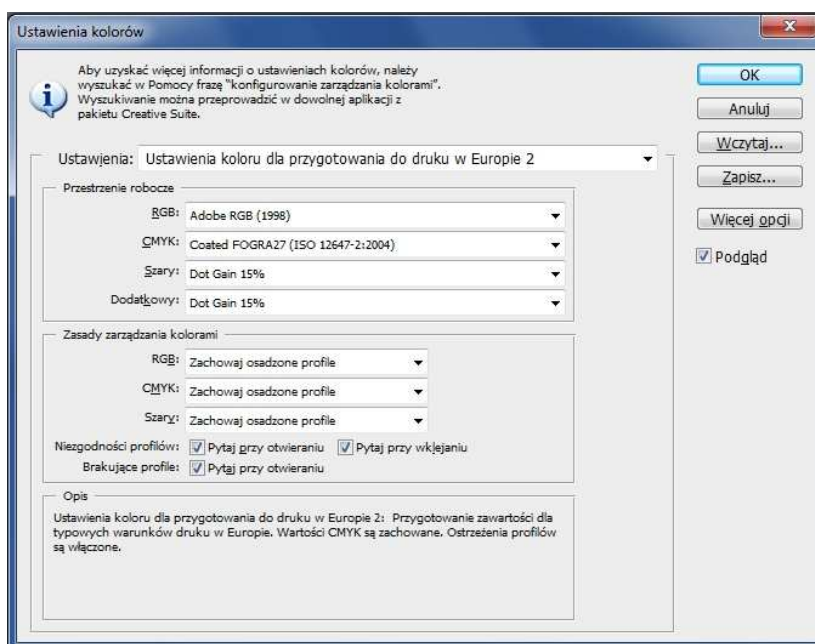 Ustawienia kolorów
Aby uzyskać więcej informacji o ustawieniach kolorów, należy
wyszukać w Pomocy frazę "konfigurowanie zarządzania kolorami".
Wyszukiwanie można przeprowadzić w dowolnej aplikacji z
pakietu Creative Suite.
OK
Anuluj
Wczytaj...
Zapisz...
Więcej opcji
Podgląd
Ustawienia: Ustawienia koloru dla przygotowania do druku w Europie 2
Przestrzenie robocze
RGB: Adobe RGB (1998)
CMYK: Coated FOGRA27 (ISO 12647-2:2004)
Szary: Dot Gain 15%
Dodatkowy: Dot Gain 15%
Zasady zarządzania kolorami
RGB: Zachowaj osadzone profile
CMYK: Zachowaj osadzone profile
Szary: Zachowaj osadzone profile
Niezgodności profilów: Pytaj przy otwieraniu Pytaj przy wklejaniu
Brakujące profile: Pytaj przy otwieraniu
Opis
Ustawienia koloru dla przygotowania do druku w Europie 2: Przygotowanie zawartości dla
typowych warunków druku w Europie. Wartości CMYK są zachowane. Ostrzeżenia profilów
są włączone.